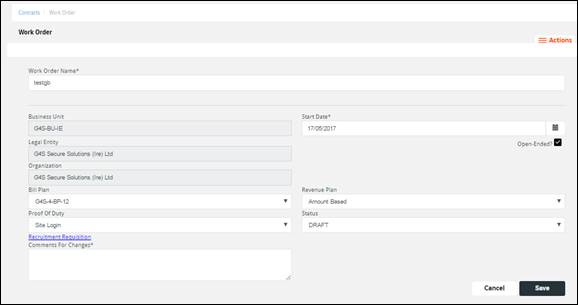 Contracts / Work Order
Work Order
Actions
Work Order Name*
testgb
Business Unit
G4S-BU-IE
Start Date*
17/05/2017
Legal Entity
G4S Secure Solutions (Ire) Ltd
Open-Ended?
Organization
G4S Secure Solutions (Ire) Ltd
Bill Plan
G4S-4-BP-12
Revenue Plan
Amount Based
Proof Of Duty
Site Login
Status
DRAFT
Recruitment Requisition
Comments For Changes*
Cancel
Save